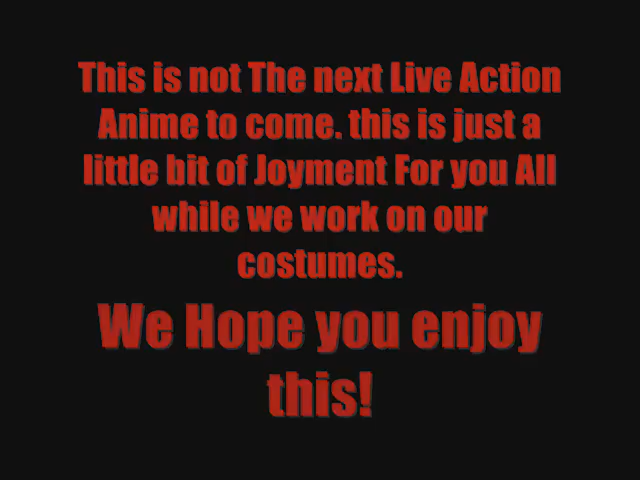 This is not The next Live Action
Anime to come. this is just a
little bit of Joyment For you All
while we work on our
costumes.
We Hope you enjoy
this!